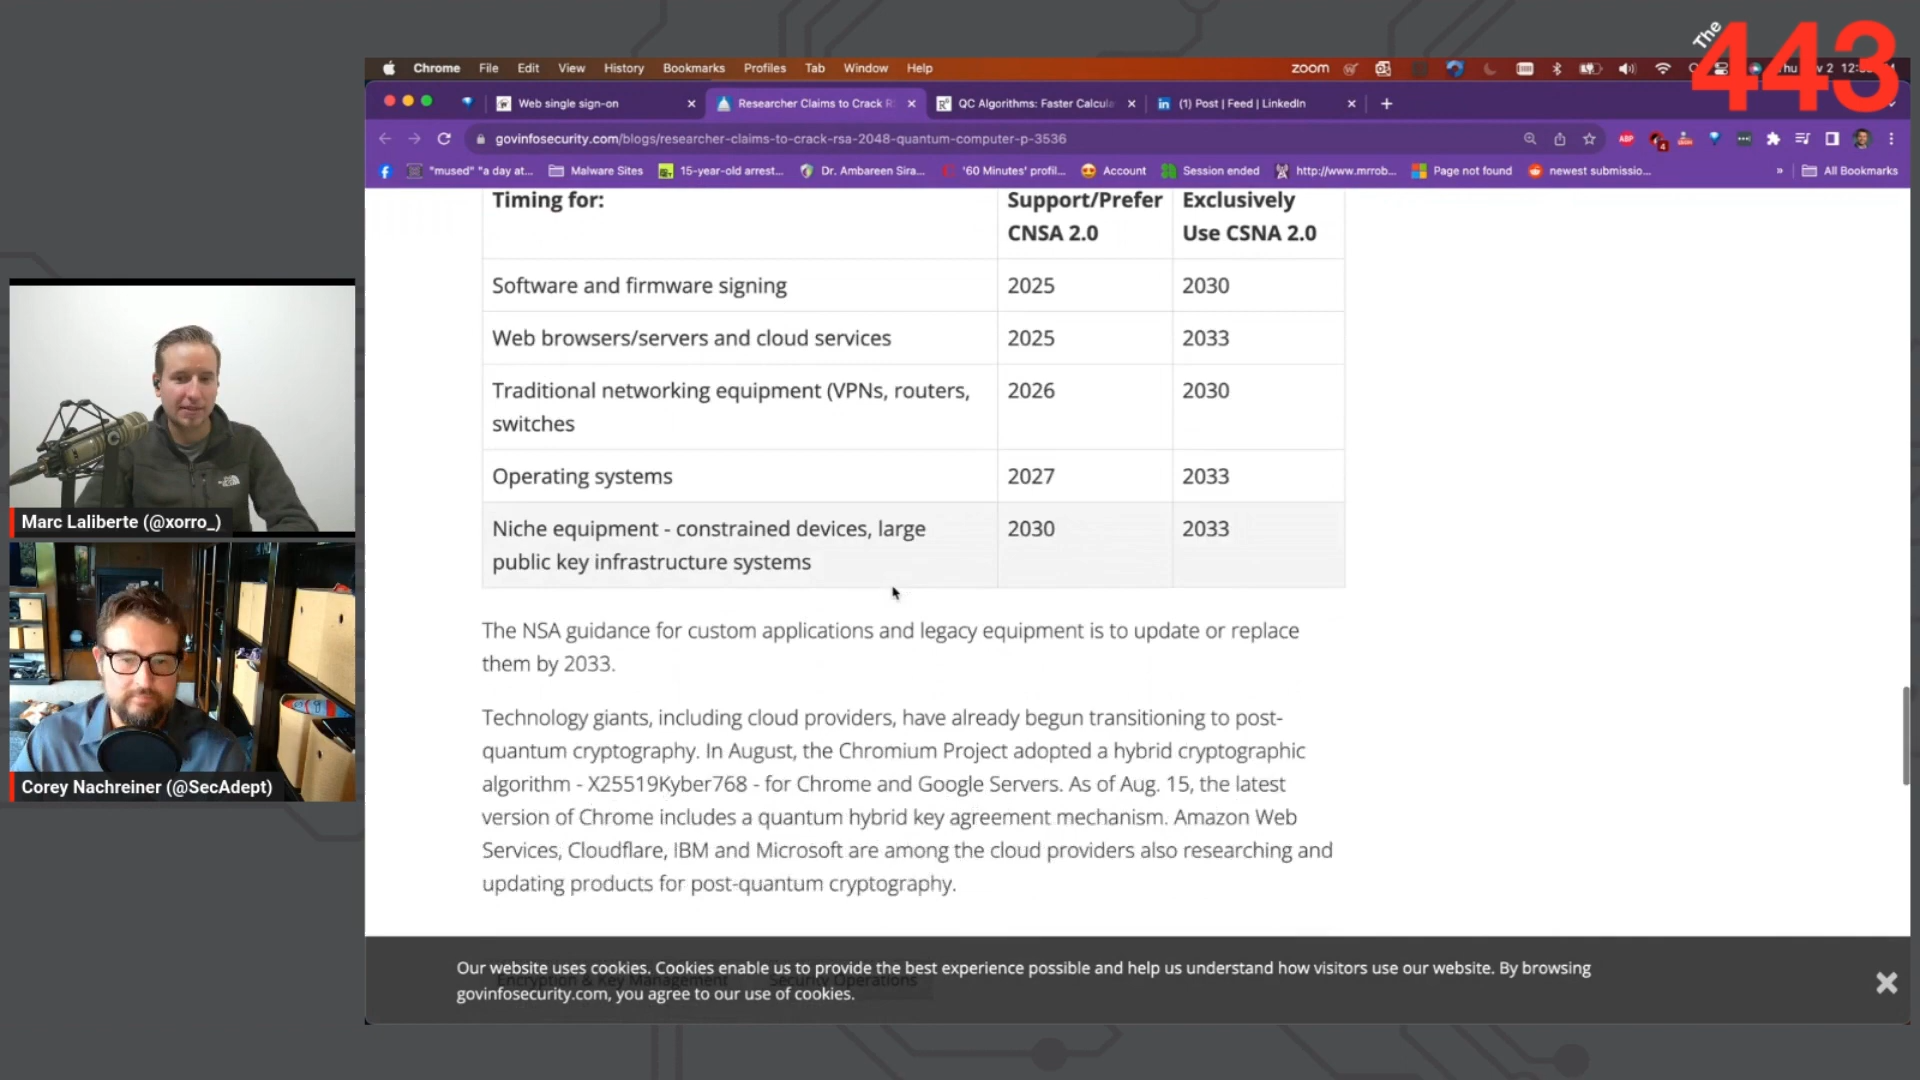 The
443
Chrome File Edit View History Bookmarks Profiles Tab Window Help zoom
Web single sign-on Researcher Claims to Crack R QC Algorithms: Faster Calcula (1) Post | Feed | LinkedIn
govinfosecurity.com/blogs/researcher-claims-to-crack-rsa-2048-quantum-computer-p-3536 ABP 4
"mused" "a day at... Malware Sites 15-year-old arrest... Dr. Ambareen Sira... '60 Minutes' profil... Account Session ended http://www.mrrob... Page not found newest submissio... » All Bookmarks
Timing for: Support/Prefer Exclusively
CNSA 2.0 Use CSNA 2.0
Software and firmware signing 2025 2030
Web browsers/servers and cloud services 2025 2033
Traditional networking equipment (VPNs, routers, 2026 2030
switches
Operating systems 2027 2033
Niche equipment - constrained devices, large 2030 2033
public key infrastructure systems
The NSA guidance for custom applications and legacy equipment is to update or replace
them by 2033.
Technology giants, including cloud providers, have already begun transitioning to post-
quantum cryptography. In August, the Chromium Project adopted a hybrid cryptographic
algorithm - X25519Kyber768 - for Chrome and Google Servers. As of Aug. 15, the latest
version of Chrome includes a quantum hybrid key agreement mechanism. Amazon Web
Services, Cloudflare, IBM and Microsoft are among the cloud providers also researching and
updating products for post-quantum cryptography.
Encryption & Key Management Security Operations
Our website uses cookies. Cookies enable us to provide the best experience possible and help us understand how visitors use our website. By browsing
govinfosecurity.com, you agree to our use of cookies.
Marc Laliberte (@xorro_)
Corey Nachreiner (@SecAdept)